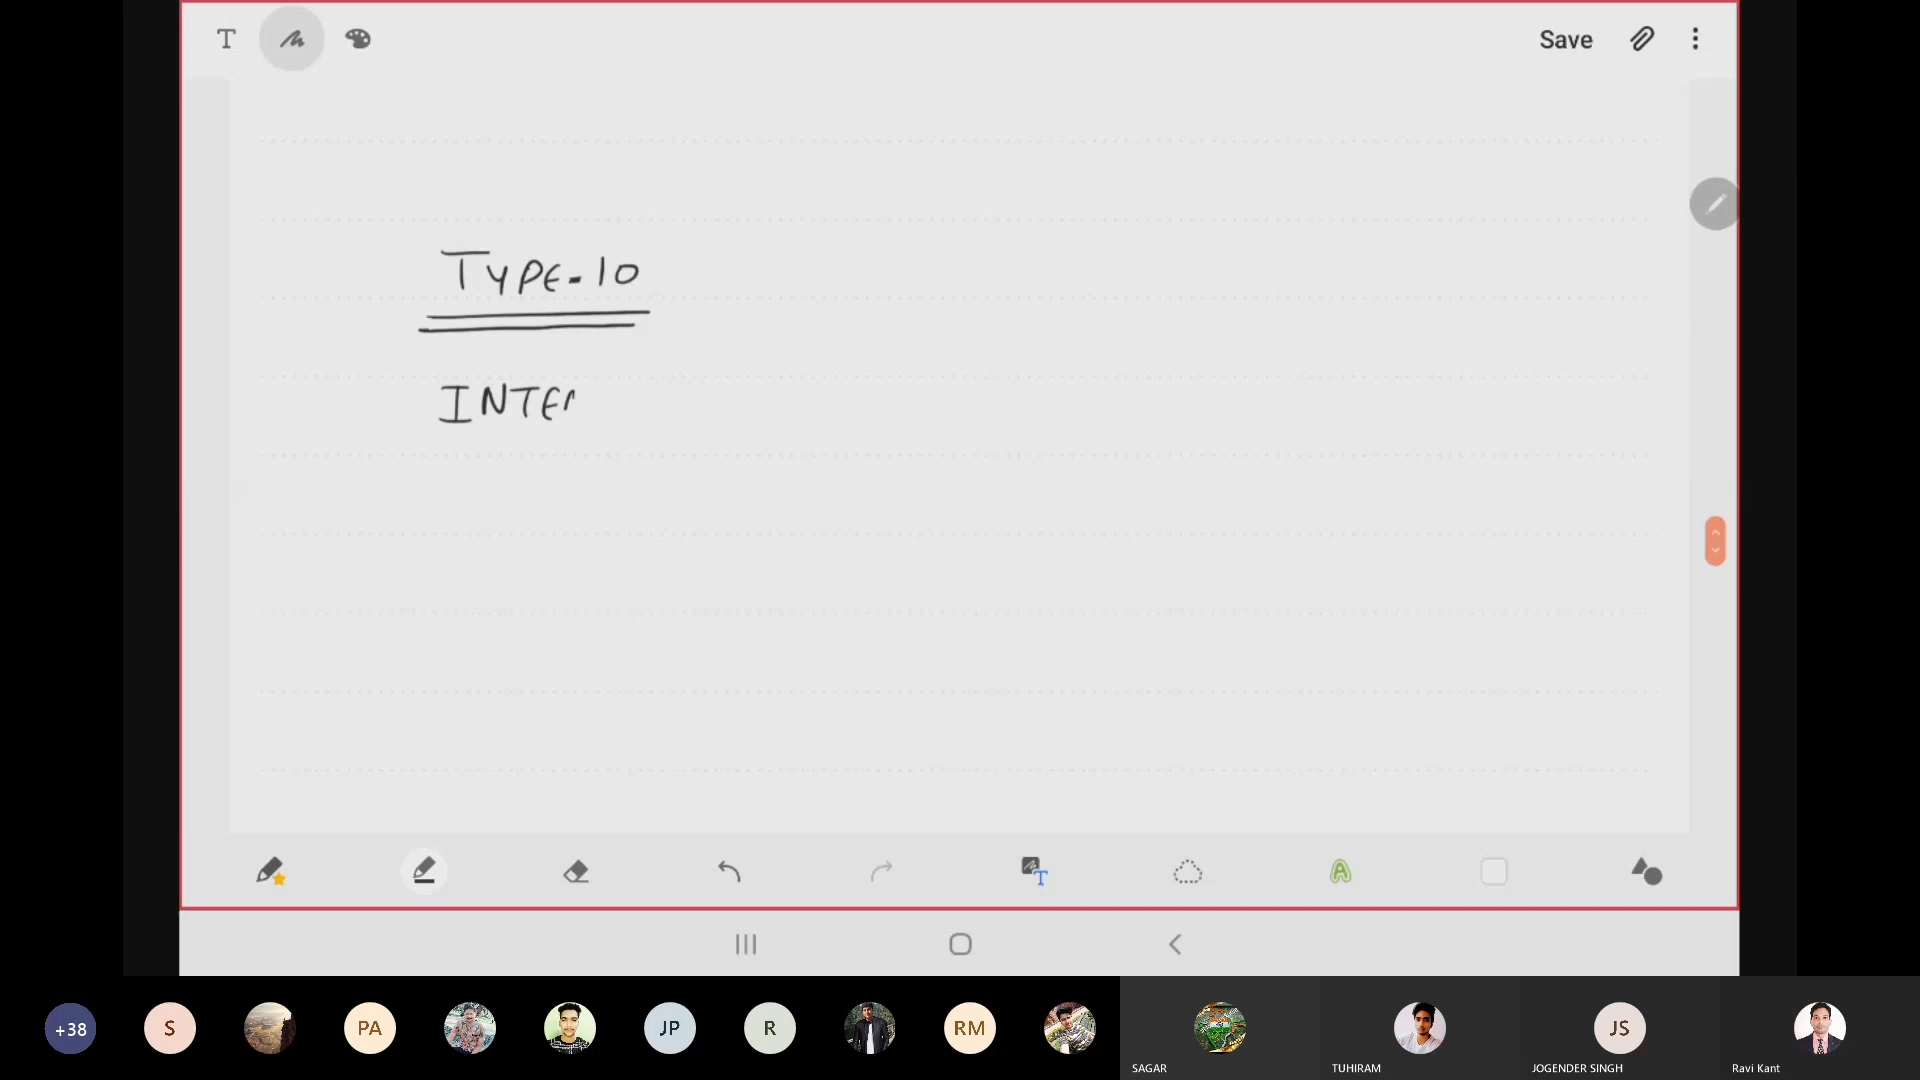 T
Save
TYPE-10
INTER
T
A
+38
S
PA
JP
R
RM
SAGAR
TUHIRAM
JS
JOGENDER SINGH
Ravi Kant